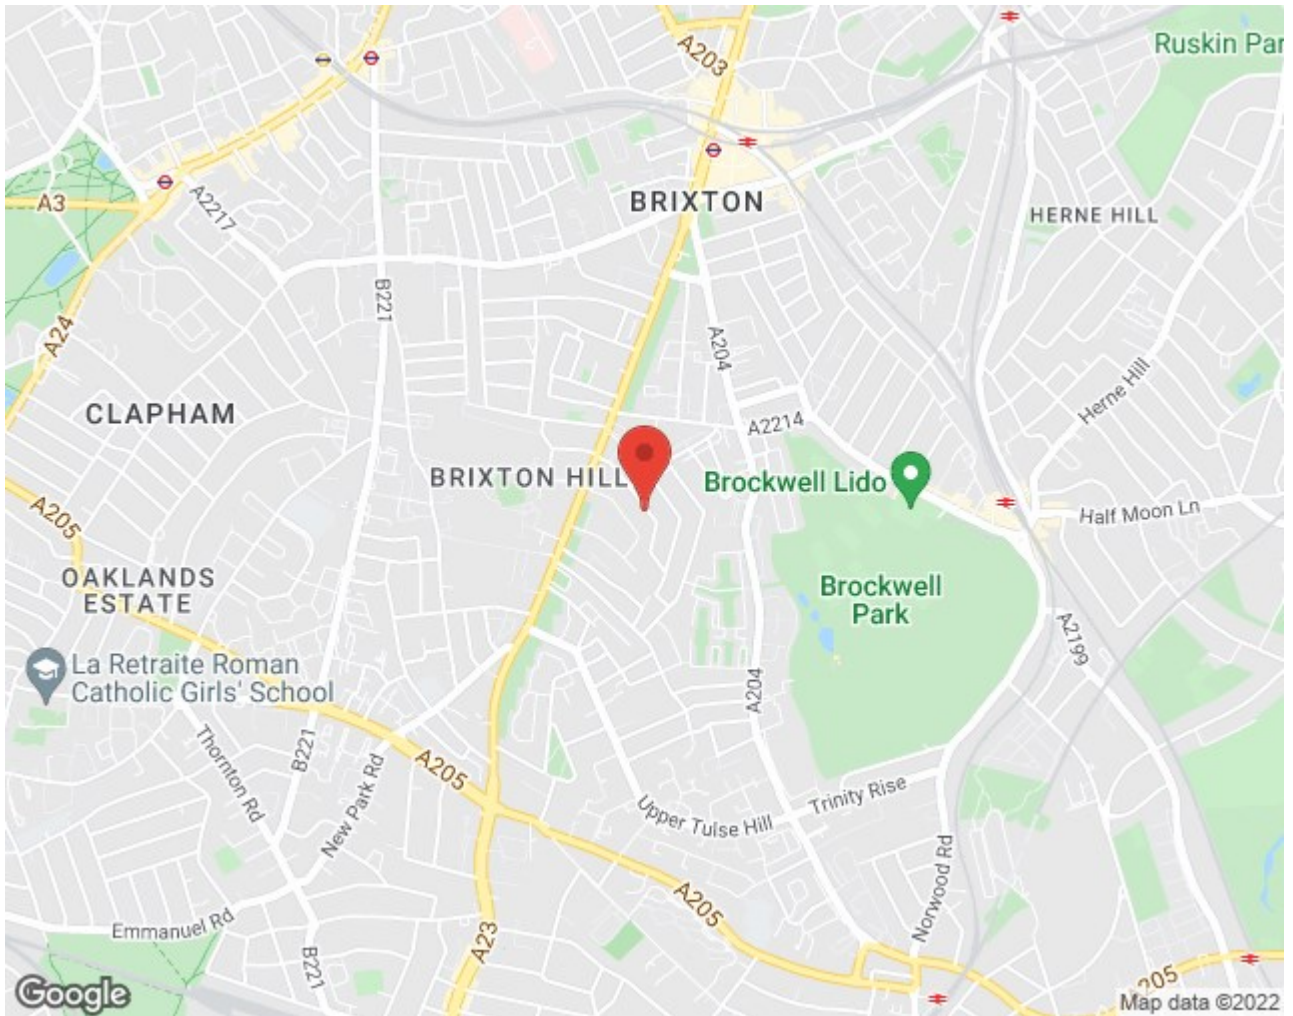 Ruskin Par
A203
BRIXTON
A3
A2217
HERNE HILL
B221
A24
A204
Herne Hill
CLAPHAM
A2214
BRIXTON HILL
Brockwell Lido
A205
Half Moon Ln
OAKLANDS
ESTATE
Brockwell
Park
A2199
La Retraite Roman
Catholic Girls' School
A204
Thornton Rd
B221
New Park Rd
A205
Upper Tulse Hill
Trinity Rise
A205
Norwood Rd
Emmanuel Rd
A23
B221
A205
Google
Map data ©2022